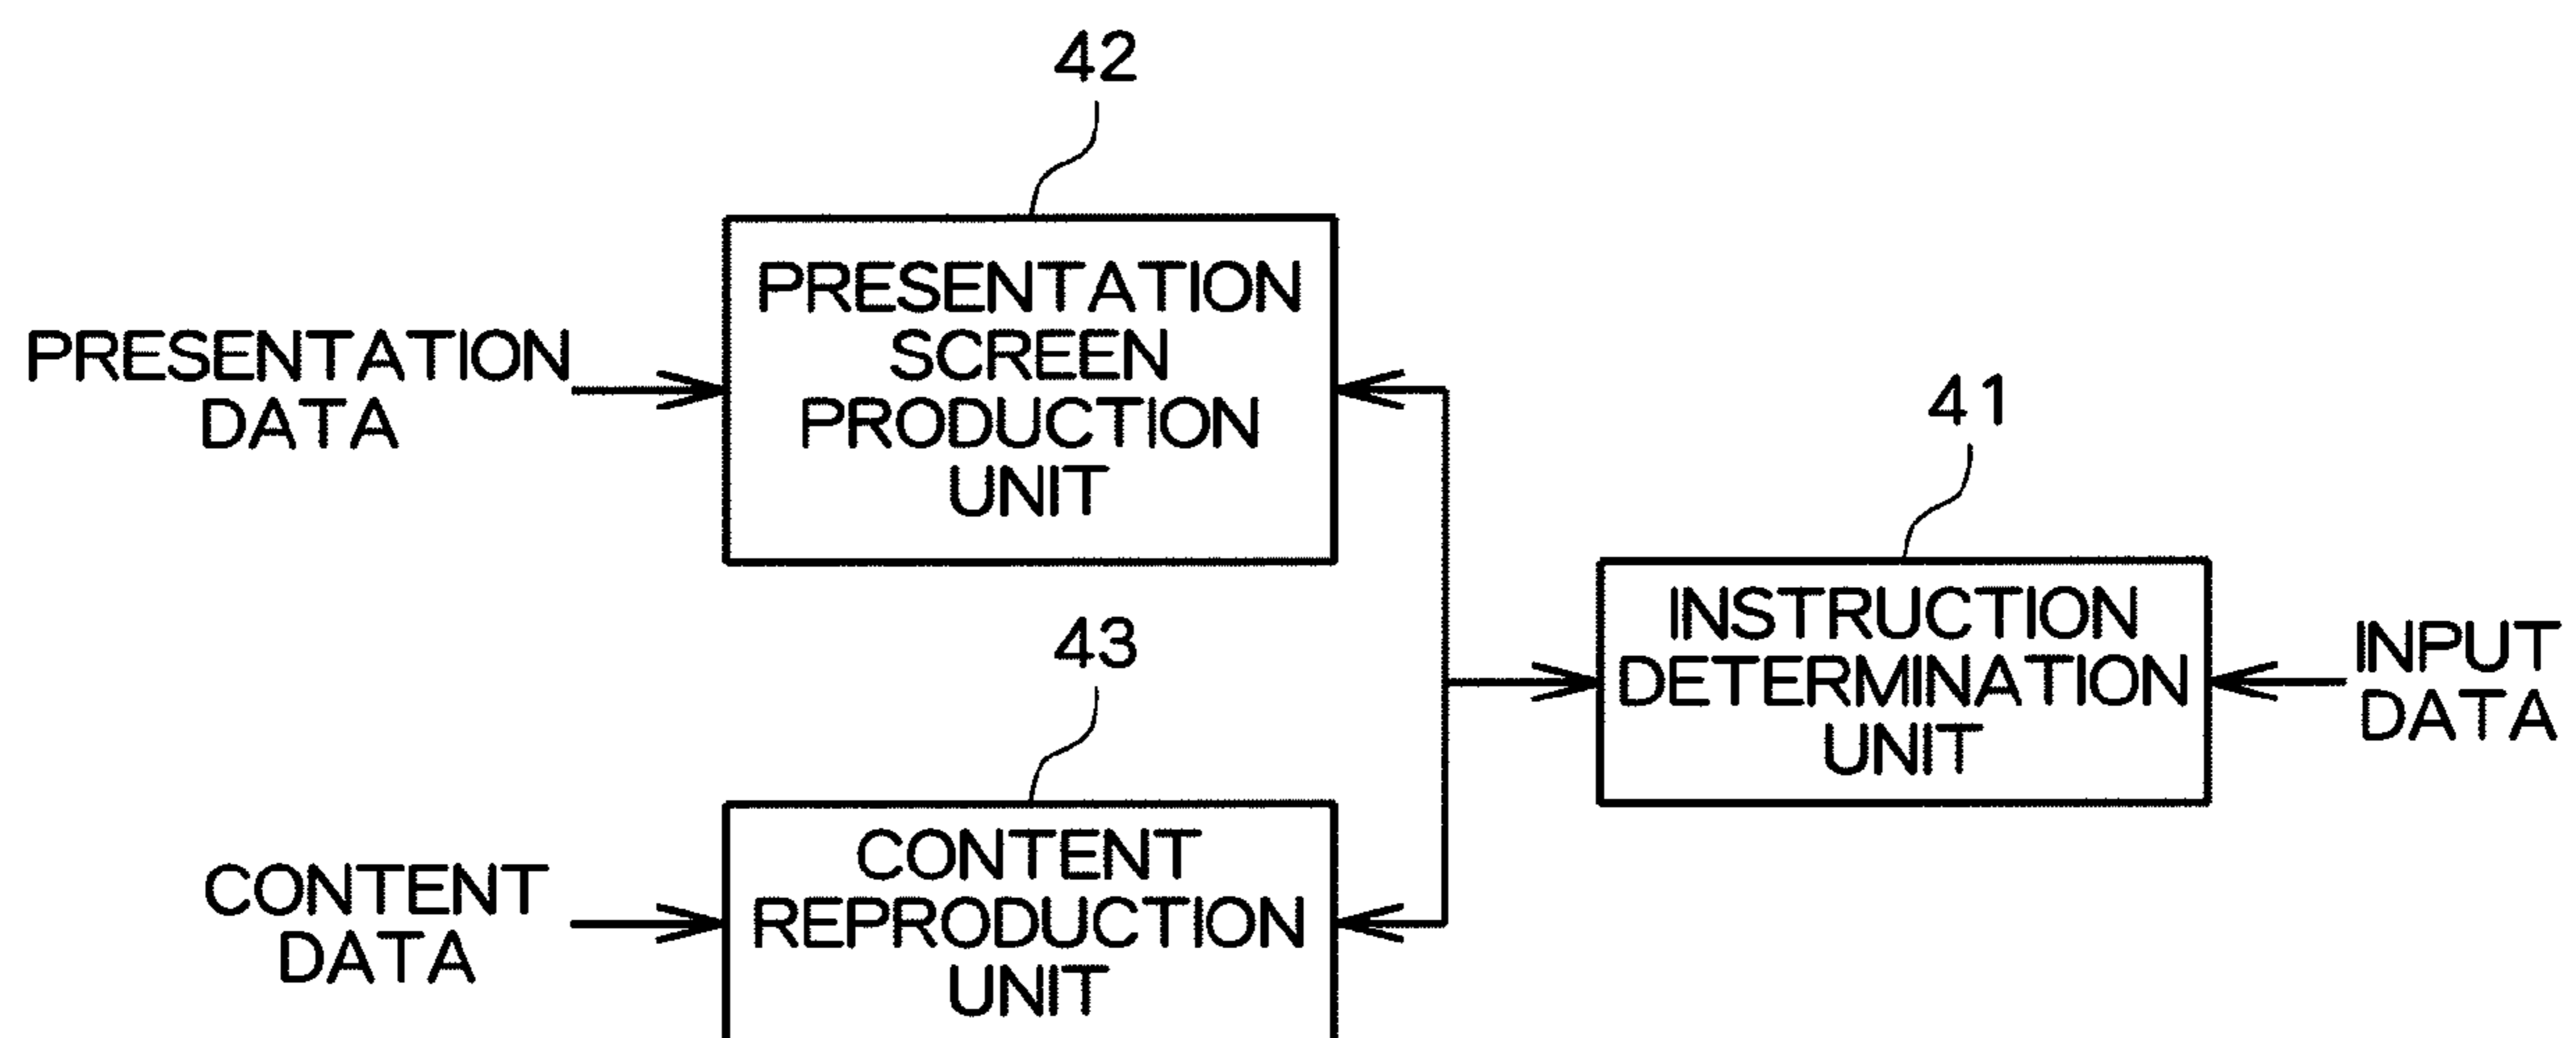 42
PRESENTATION
SCREEN
PRODUCTION
UNIT
PRESENTATION
DATA
41
INSTRUCTION
DETERMINATION
UNIT
INPUT
DATA
43
CONTENT
REPRODUCTION
UNIT
CONTENT
DATA